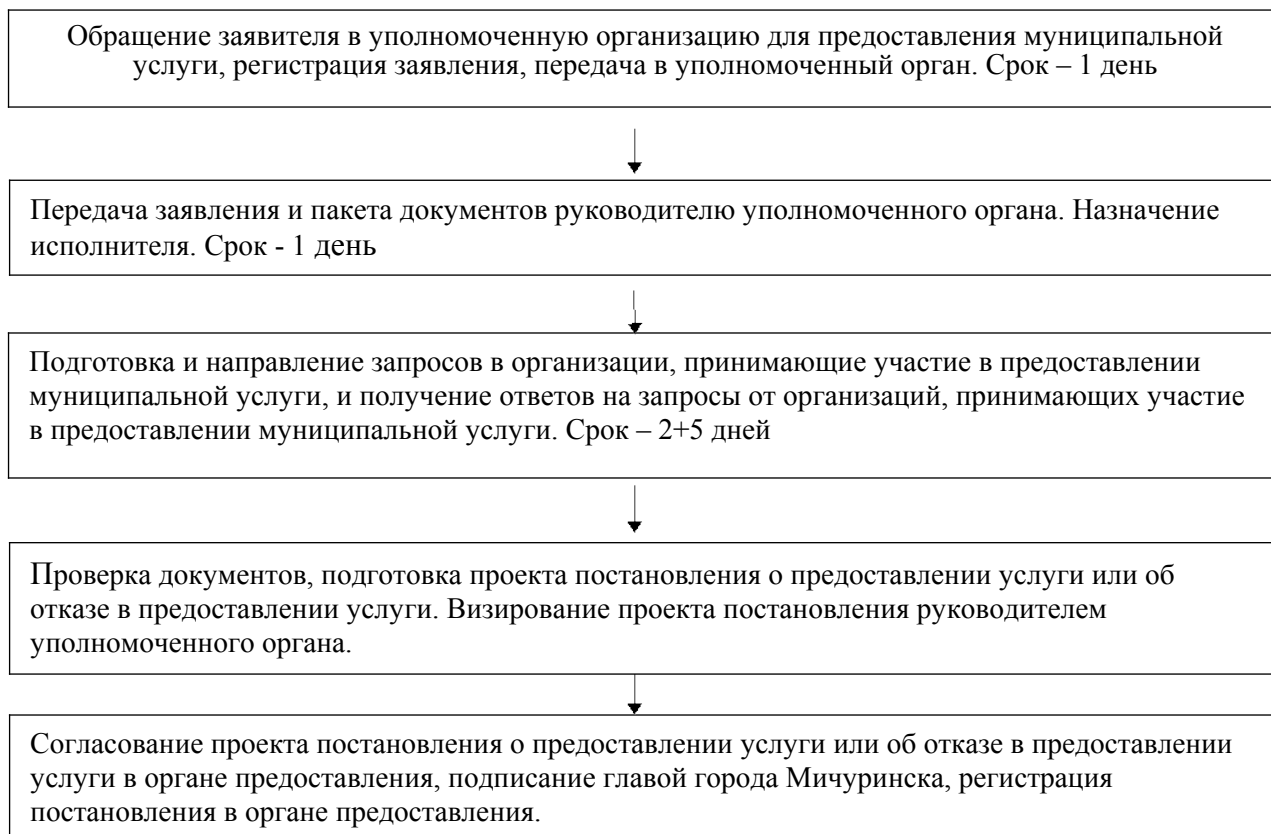 Обращение заявителя в уполномоченную организацию для предоставления муниципальной
услуги, регистрация заявления, передача в уполномоченный орган. Срок – 1 день
Передача заявления и пакета документов руководителю уполномоченного органа. Назначение
исполнителя. Срок - 1 день
Подготовка и направление запросов в организации, принимающие участие в предоставлении
муниципальной услуги, и получение ответов на запросы от организаций, принимающих участие
в предоставлении муниципальной услуги. Срок – 2+5 дней
Проверка документов, подготовка проекта постановления о предоставлении услуги или об
отказе в предоставлении услуги. Визирование проекта постановления руководителем
уполномоченного органа.
Согласование проекта постановления о предоставлении услуги или об отказе в предоставлении
услуги в органе предоставления, подписание главой города Мичуринска, регистрация
постановления в органе предоставления.